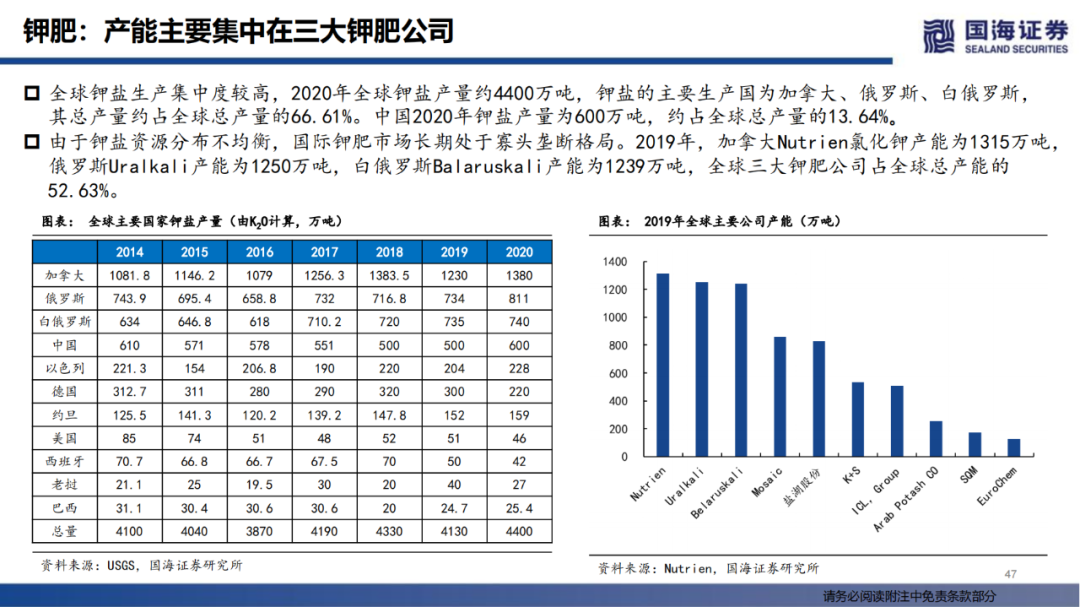 钾肥：产能主要集中在三大钾肥公司
国海证券
SEALAND SECURITIES
全球钾盐生产集中度较高，2020年全球钾盐产量约4400万吨，钾盐的主要生产国为加拿大、俄罗斯、白俄罗斯，
其总产量约占全球总产量的66.61%。中国2020年钾盐产量为600万吨，约占全球总产量的13.64%。
由于钾盐资源分布不均衡，国际钾肥市场长期处于寡头垄断格局。2019年，加拿大Nutrien氯化钾产能为1315万吨，
俄罗斯Uralkali产能为1250万吨，白俄罗斯Balaruskali产能为1239万吨，全球三大钾肥公司占全球总产能的
52.63%。
图表： 全球主要国家钾盐产量（由K₂O计算，万吨）
2014 2015 2016 2017 2018 2019 2020
加拿大 1081.8 1146.2 1079 1256.3 1383.5 1230 1380
俄罗斯 743.9 695.4 658.8 732 716.8 734 811
白俄罗斯 634 646.8 618 710.2 720 735 740
中国 610 571 578 551 500 500 600
以色列 221.3 154 206.8 190 220 204 228
德国 312.7 311 280 290 320 300 220
约旦 125.5 141.3 120.2 139.2 147.8 152 159
美国 85 74 51 48 52 51 46
西班牙 70.7 66.8 66.7 67.5 70 50 42
老挝 21.1 25 19.5 30 20 40 27
巴西 31.1 30.4 30.6 30.6 20 24.7 25.4
总量 4100 4040 3870 4190 4330 4130 4400
资料来源：USGS，国海证券研究所
图表： 2019年全球主要公司产能（万吨）
1400
1200
1000
800
600
400
200
0
Nutrien
Uralkali
Belaruskali
Mosaic
盐湖股份
K+S
ICL, Group
Arab Potash CO
SQM
EuroChem
资料来源：Nutrien，国海证券研究所
47
请务必阅读附注中免责条款部分